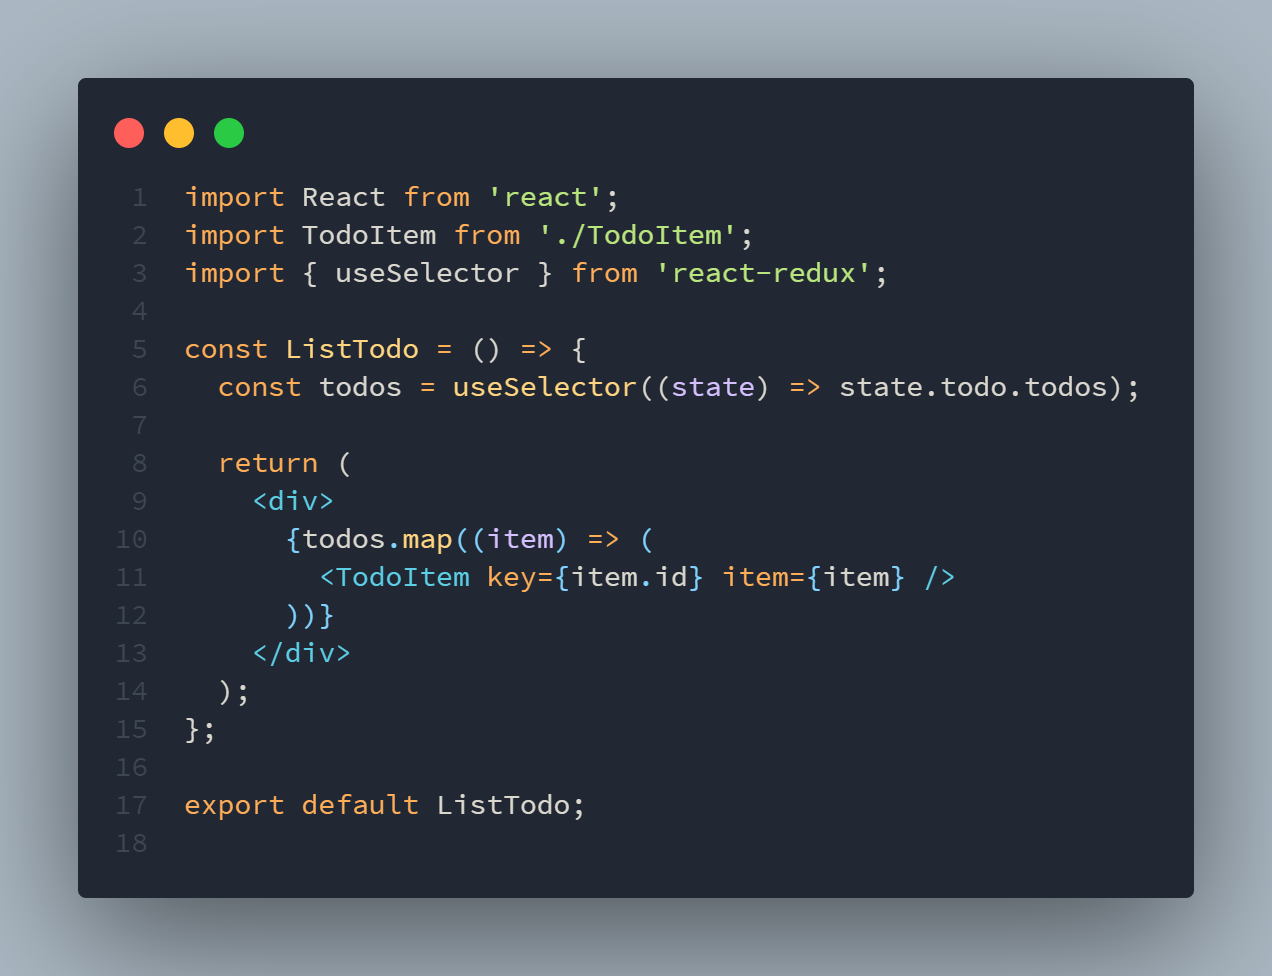 1 import React from 'react';
2 import TodoItem from './TodoItem';
3 import { useSelector } from 'react-redux';
4
5 const ListTodo = () => {
6   const todos = useSelector((state) => state.todo.todos);
7
8   return (
9     <div>
10       {todos.map((item) => (
11         <TodoItem key={item.id} item={item} />
12       ))}
13     </div>
14   );
15 };
16
17 export default ListTodo;
18